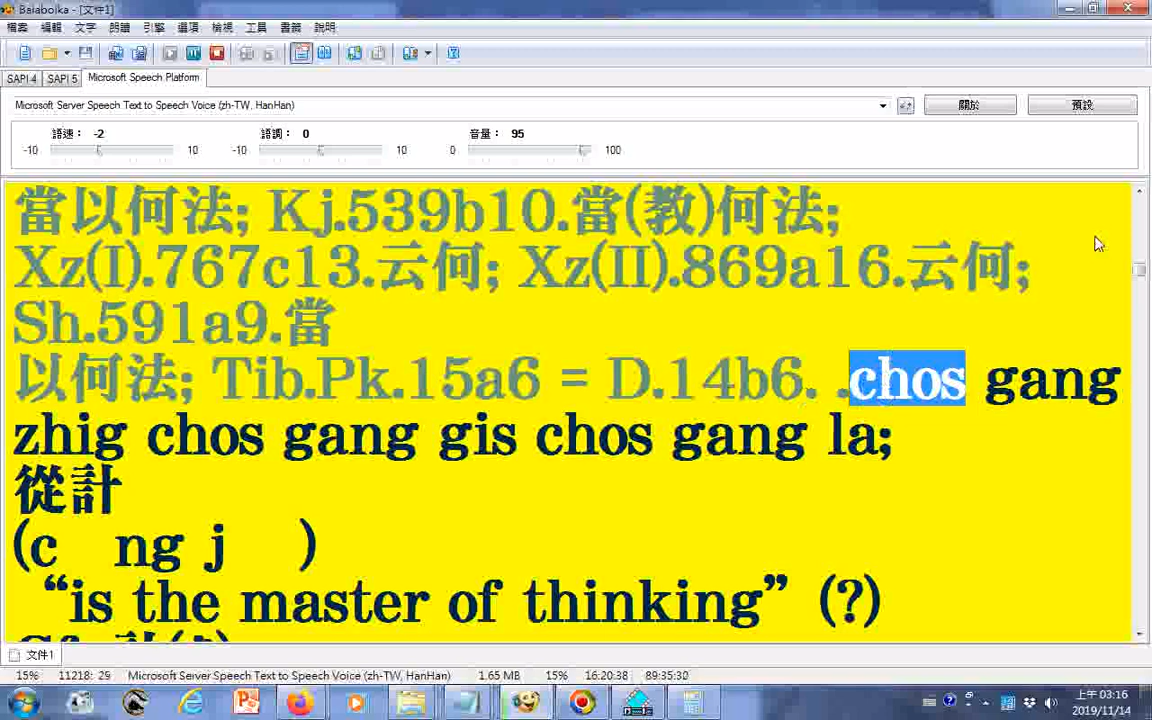 Balabolka - [文件1]
檔案 編輯 文字 朗讀 引擎 選項 檢視 工具 書籤 說明
SAPI 4 SAPI 5 Microsoft Speech Platform
Microsoft Server Speech Text to Speech Voice (zh-TW, HanHan) 關於 預設
語速： -2 語調： 0 音量： 95
-10 10 -10 10 0 100
當以何法; Kj.539b10.當(教)何法;
Xz(I).767c13.云何; Xz(II).869a16.云何;
Sh.591a9.當
以何法; Tib.Pk.15a6 = D.14b6. .chos gang
zhig chos gang gis chos gang la;
從計
(c ng j )
“is the master of thinking” (?)
文件1
15% 11218: 29 Microsoft Server Speech Text to Speech Voice (zh-TW, HanHan) 1.65 MB 15% 16:20:38 89:35:30
上午 03:16
2019/11/14